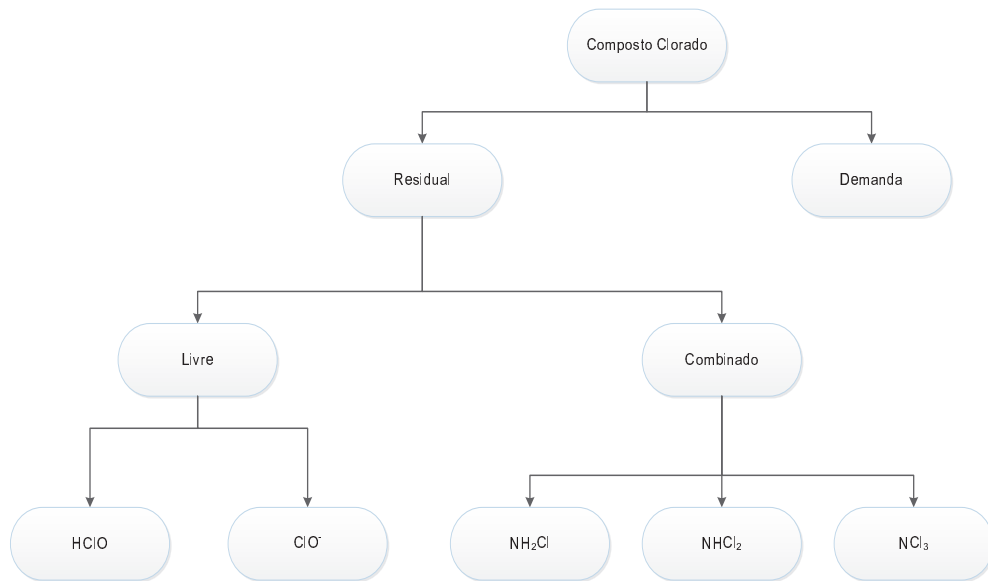 Composto Clorado
Residual
Demanda
Livre
Combinado
HClO
ClO⁻
NH₂Cl
NHCl₂
NCl₃